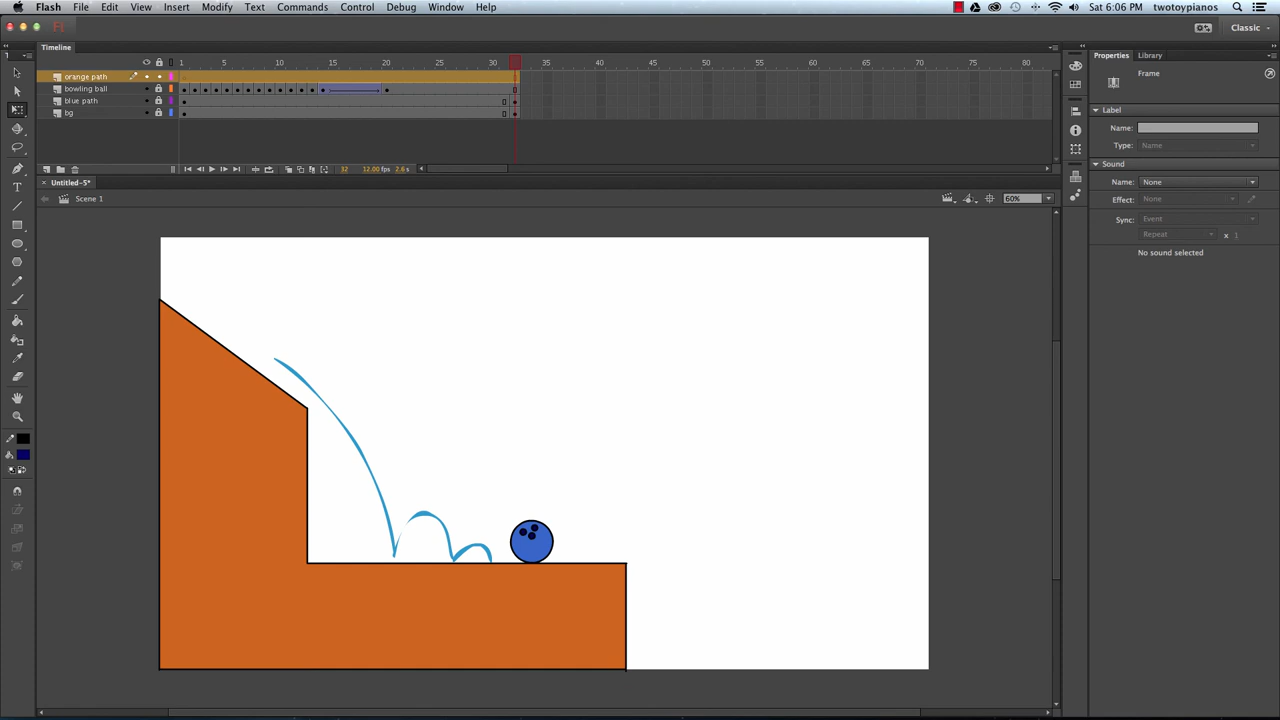 Flash File Edit View Insert Modify Text Commands Control Debug Window Help Sat 6:06 PM twotoypianos
Fl Classic
Timeline Properties Library
1 5 10 15 20 25 30 35 40 45 50 55 60 65 70 75 80
orange path Frame
bowling ball
blue path
bg Label
Name:
Type: Name
Sound
32 12.00 fps 2.6 s
Untitled-5* Name: None
Scene 1 60% Effect: None
Sync: Event
Repeat x 1
No sound selected